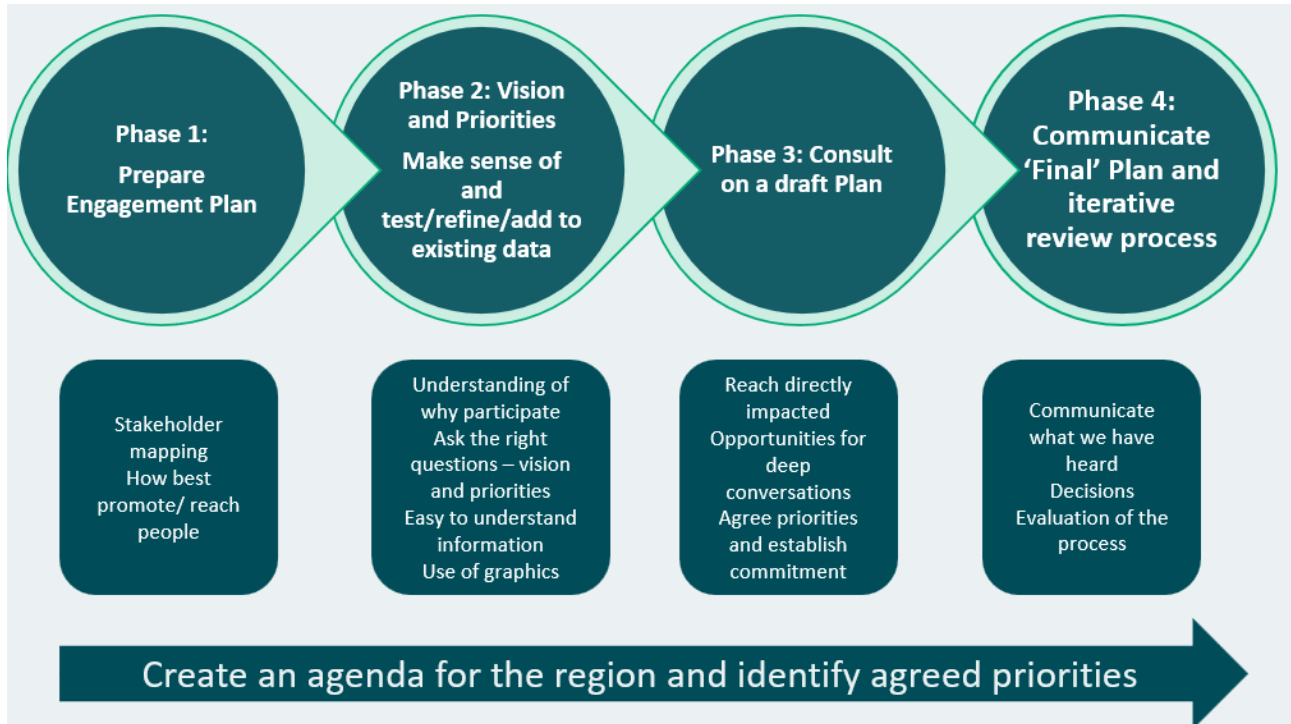 Phase 1:
Prepare
Engagement Plan
Phase 2: Vision
and Priorities
Make sense of
and
test/refine/add to
existing data
Phase 3: Consult
on a draft Plan
Phase 4:
Communicate
‘Final’ Plan and
iterative
review process
Stakeholder
mapping
How best
promote/ reach
people
Understanding of
why participate
Ask the right
questions – vision
and priorities
Easy to understand
information
Use of graphics
Reach directly
impacted
Opportunities for
deep
conversations
Agree priorities
and establish
commitment
Communicate
what we have
heard
Decisions
Evaluation of the
process
Create an agenda for the region and identify agreed priorities